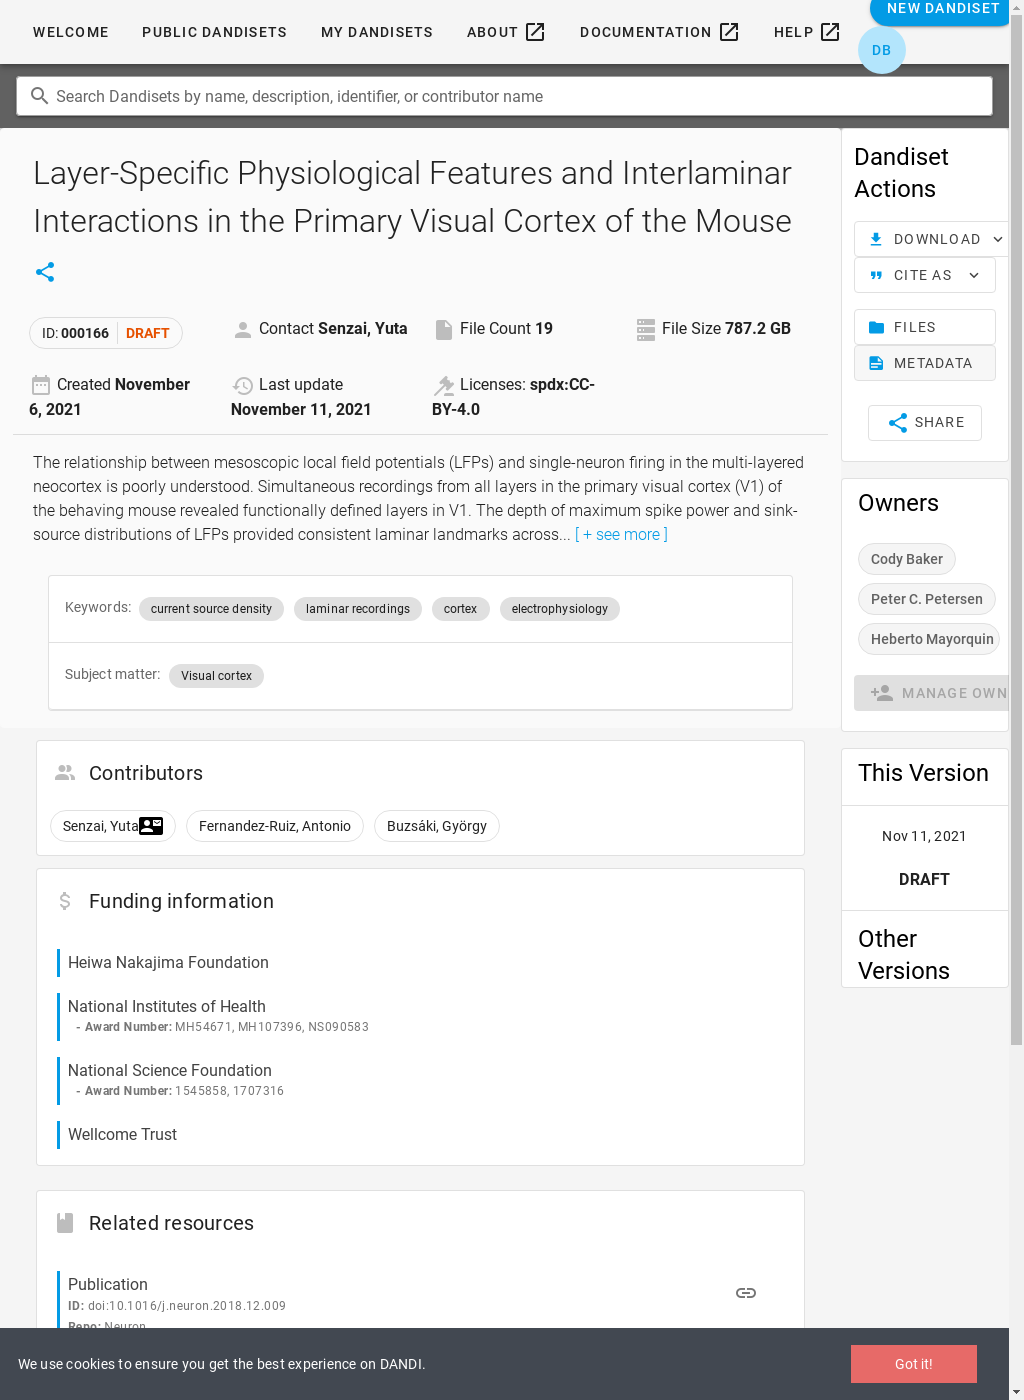 WELCOME
PUBLIC DANDISETS
MY DANDISETS
ABOUT
DOCUMENTATION
HELP
NEW DANDISET
DB
Search Dandisets by name, description, identifier, or contributor name
Layer-Specific Physiological Features and Interlaminar
Interactions in the Primary Visual Cortex of the Mouse
ID: 000166 DRAFT
Contact Senzai, Yuta
File Count 19
File Size 787.2 GB
Created November
6, 2021
Last update
November 11, 2021
Licenses: spdx:CC-
BY-4.0
The relationship between mesoscopic local field potentials (LFPs) and single-neuron firing in the multi-layered
neocortex is poorly understood. Simultaneous recordings from all layers in the primary visual cortex (V1) of
the behaving mouse revealed functionally defined layers in V1. The depth of maximum spike power and sink-
source distributions of LFPs provided consistent laminar landmarks across... [ + see more ]
Keywords: current source density laminar recordings cortex electrophysiology
Subject matter: Visual cortex
Contributors
Senzai, Yuta
Fernandez-Ruiz, Antonio
Buzsáki, György
Funding information
Heiwa Nakajima Foundation
National Institutes of Health
- Award Number: MH54671, MH107396, NS090583
National Science Foundation
- Award Number: 1545858, 1707316
Wellcome Trust
Related resources
Publication
ID: doi:10.1016/j.neuron.2018.12.009
Repo: Neuron
Dandiset
Actions
DOWNLOAD
CITE AS
FILES
METADATA
SHARE
Owners
Cody Baker
Peter C. Petersen
Heberto Mayorquin
MANAGE OWN
This Version
Nov 11, 2021
DRAFT
Other
Versions
We use cookies to ensure you get the best experience on DANDI.
Got it!